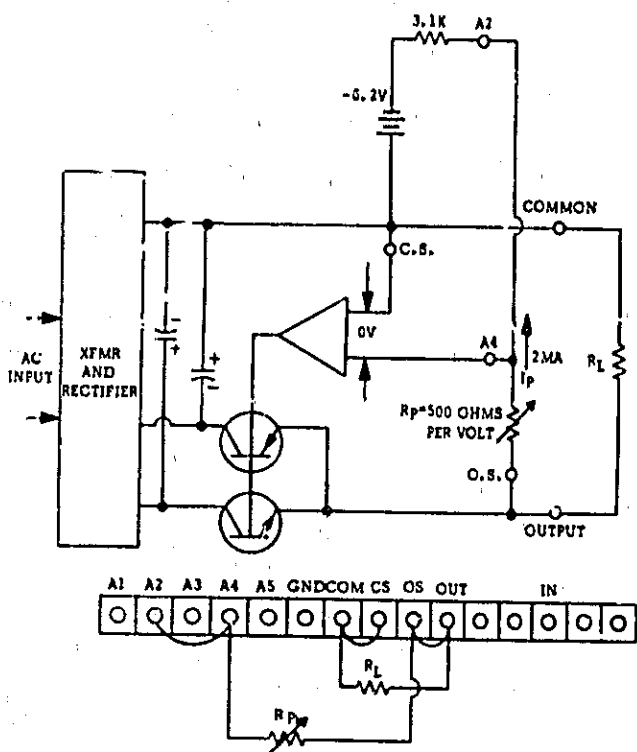 3.1K A2
-6.2V
COMMON
C.S.
0V
XFMR
AND
RECTIFIER
AC
INPUT
A4
2MA
IP
RL
RP=500 OHMS
PER VOLT
O.S.
OUTPUT
A1 A2 A3 A4 A5 GND COM CS OS OUT IN
RL
RP